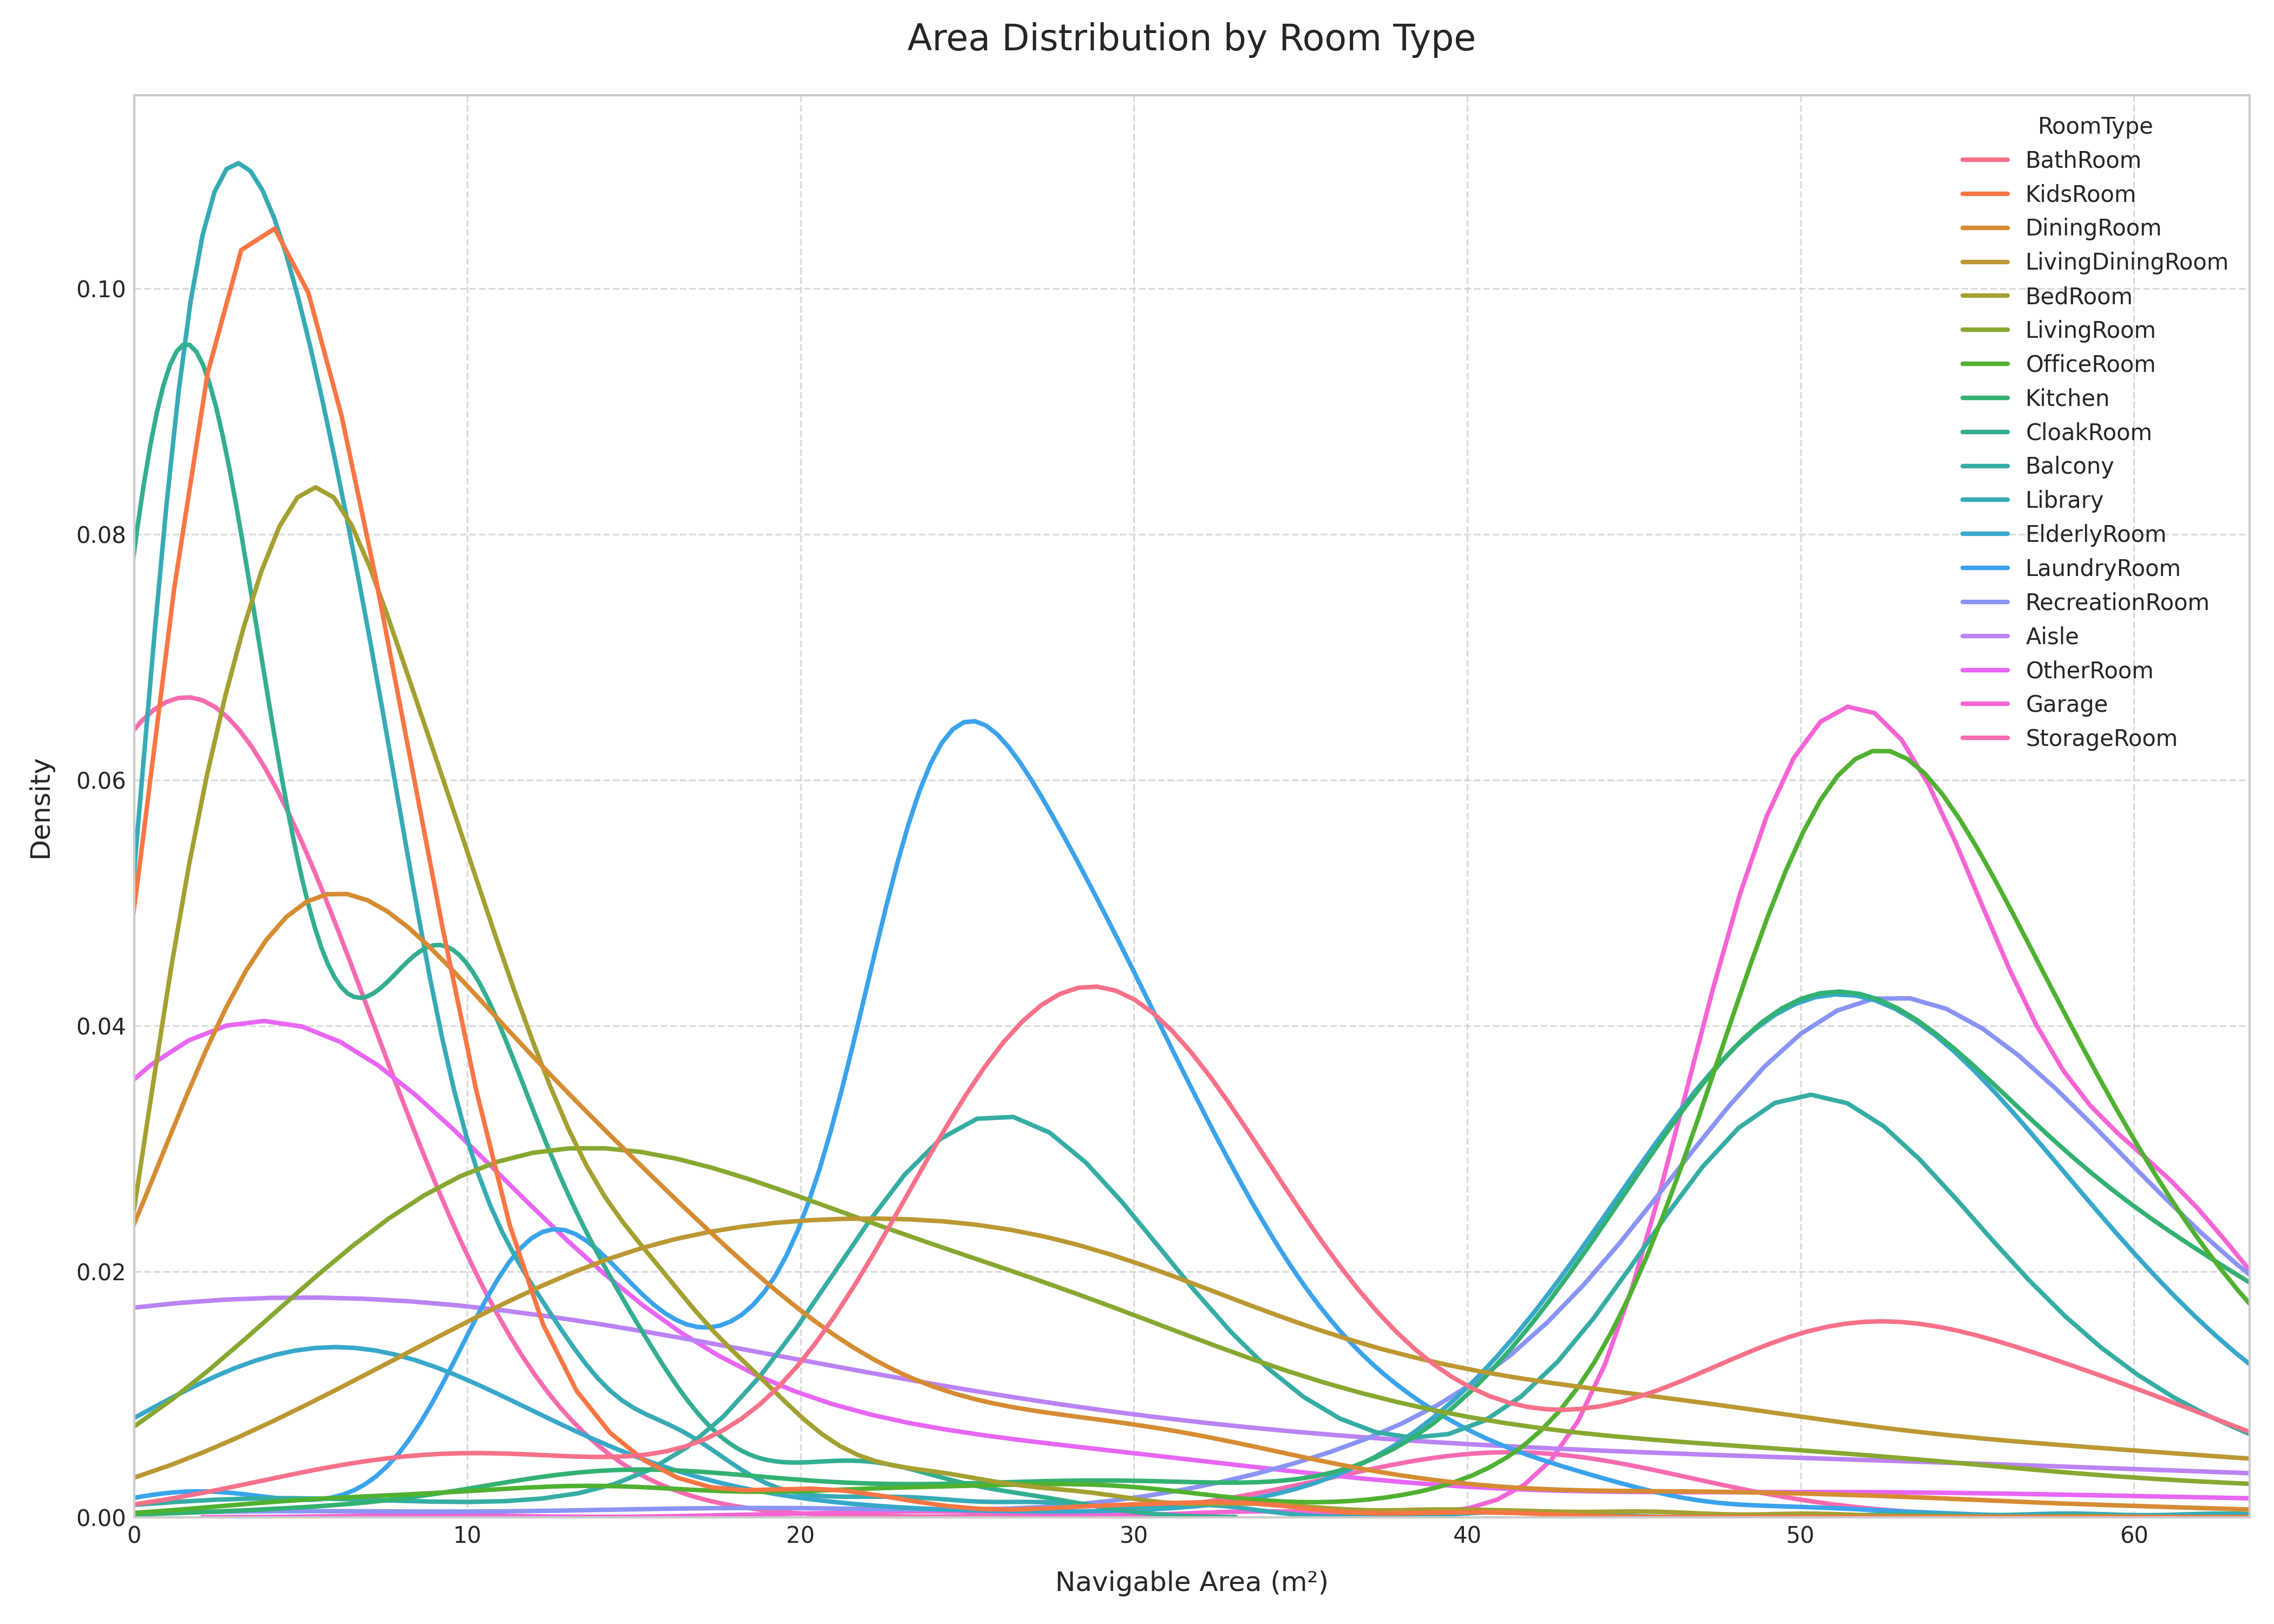 Area Distribution by Room Type
RoomType
BathRoom
KidsRoom
DiningRoom
LivingDiningRoom
BedRoom
LivingRoom
OfficeRoom
Kitchen
CloakRoom
Balcony
Library
ElderlyRoom
LaundryRoom
RecreationRoom
Aisle
OtherRoom
Garage
StorageRoom
Density
0.10
0.08
0.06
0.04
0.02
0.00
0 10 20 30 40 50 60
Navigable Area (m²)